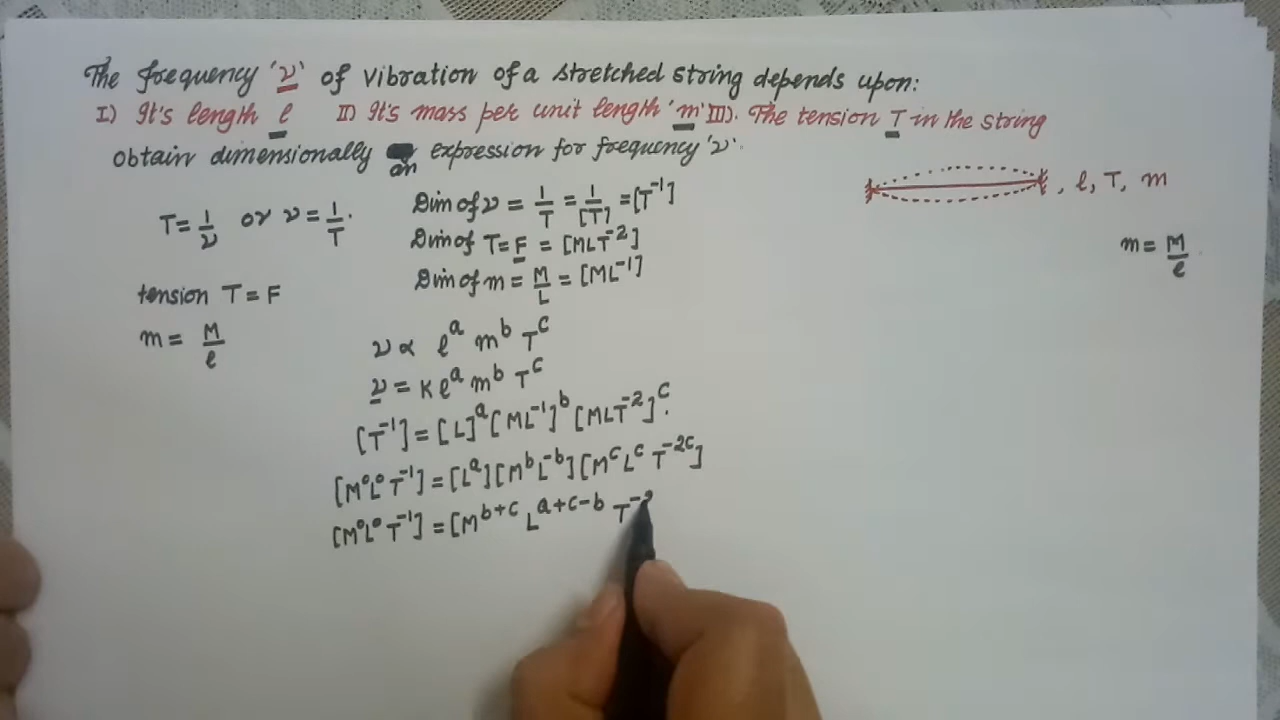 The frequency 'ν' of vibration of a stretched string depends upon:
I) It's length l II) It's mass per unit length 'm' III). The tension T in the string
obtain dimensionally an expression for frequency 'ν'.
, l, T, m
T = 1/ν or ν = 1/T.
Dim of ν = 1/T = 1/[T] = [T⁻¹]
Dim of T = F = [MLT⁻²]
m = M/l
Dim of m = M/L = [ML⁻¹]
tension T = F
m = M/l
ν ∝ lᵃ mᵇ Tᶜ
ν = K lᵃ mᵇ Tᶜ
[T⁻¹] = [L]ᵃ [ML⁻¹]ᵇ [MLT⁻²]ᶜ.
[M⁰L⁰T⁻¹] = [Lᵃ][MᵇL⁻ᵇ][MᶜLᶜ T⁻²ᶜ]
[M⁰L⁰T⁻¹] = [Mᵇ⁺ᶜ Lᵃ⁺ᶜ⁻ᵇ T⁻²